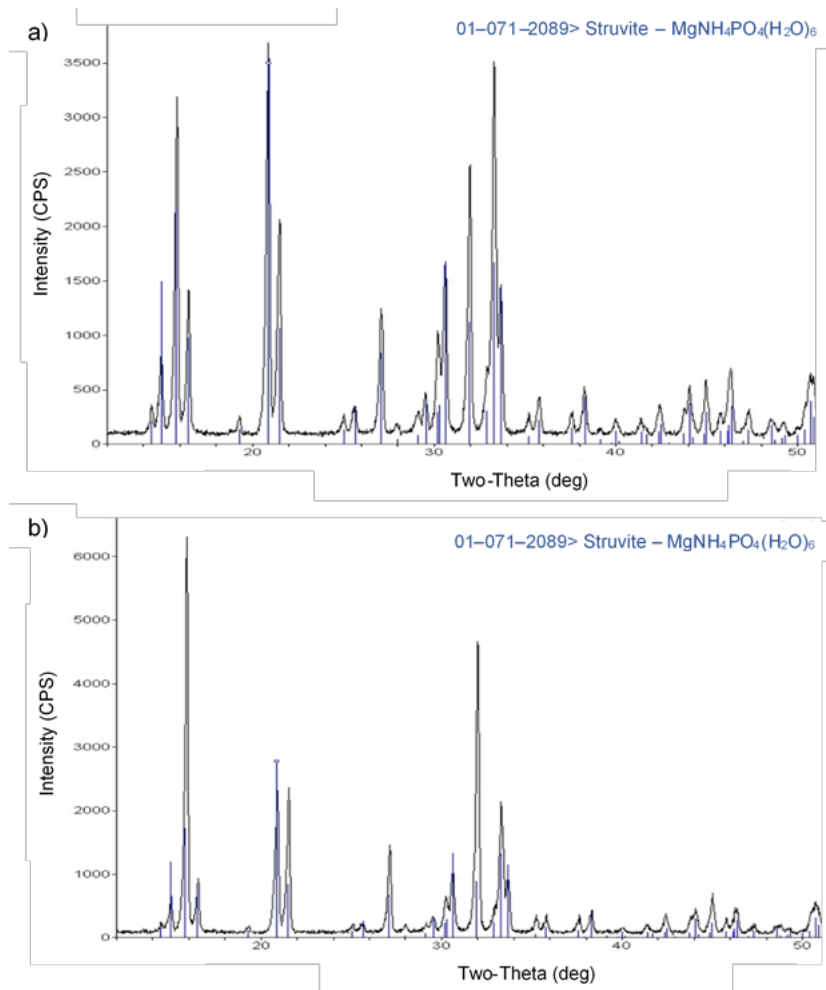 a)
01–071–2089> Struvite – MgNH₄PO₄(H₂O)₆
Intensity (CPS)
3500
3000
2500
2000
1500
1000
500
0
20
30
40
50
Two-Theta (deg)
b)
01–071–2089> Struvite – MgNH₄PO₄(H₂O)₆
Intensity (CPS)
6000
5000
4000
3000
2000
1000
0
20
30
40
50
Two-Theta (deg)